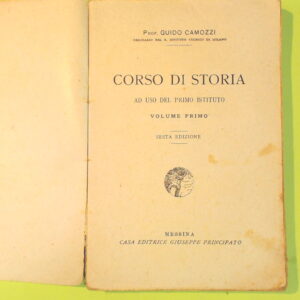 Prof. GUIDO CAMOZZI
CORSO DI STORIA
AD USO DEL PRIMO ISTITUTO
VOLUME PRIMO
SESTA EDIZIONE
MESSINA
CASA EDITRICE GIUSEPPE PRINCIPATO